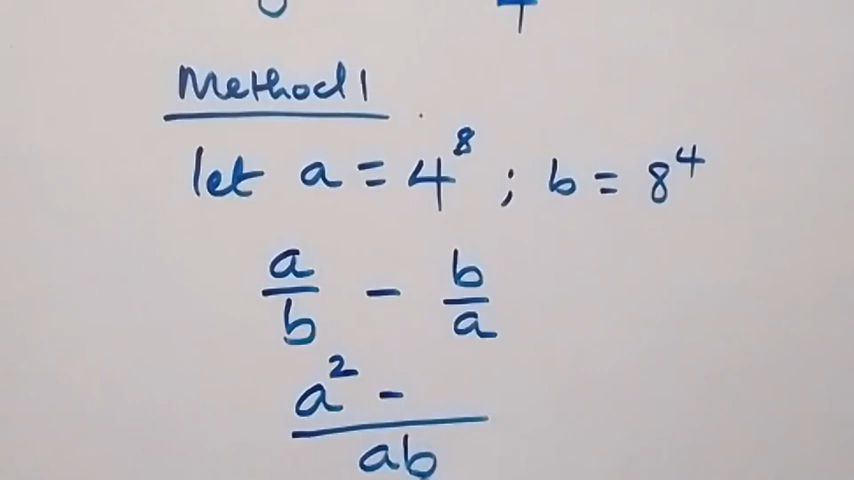 Method 1
let a = 4^8 ; b = 8^4
a/b - b/a
a^2 - / ab